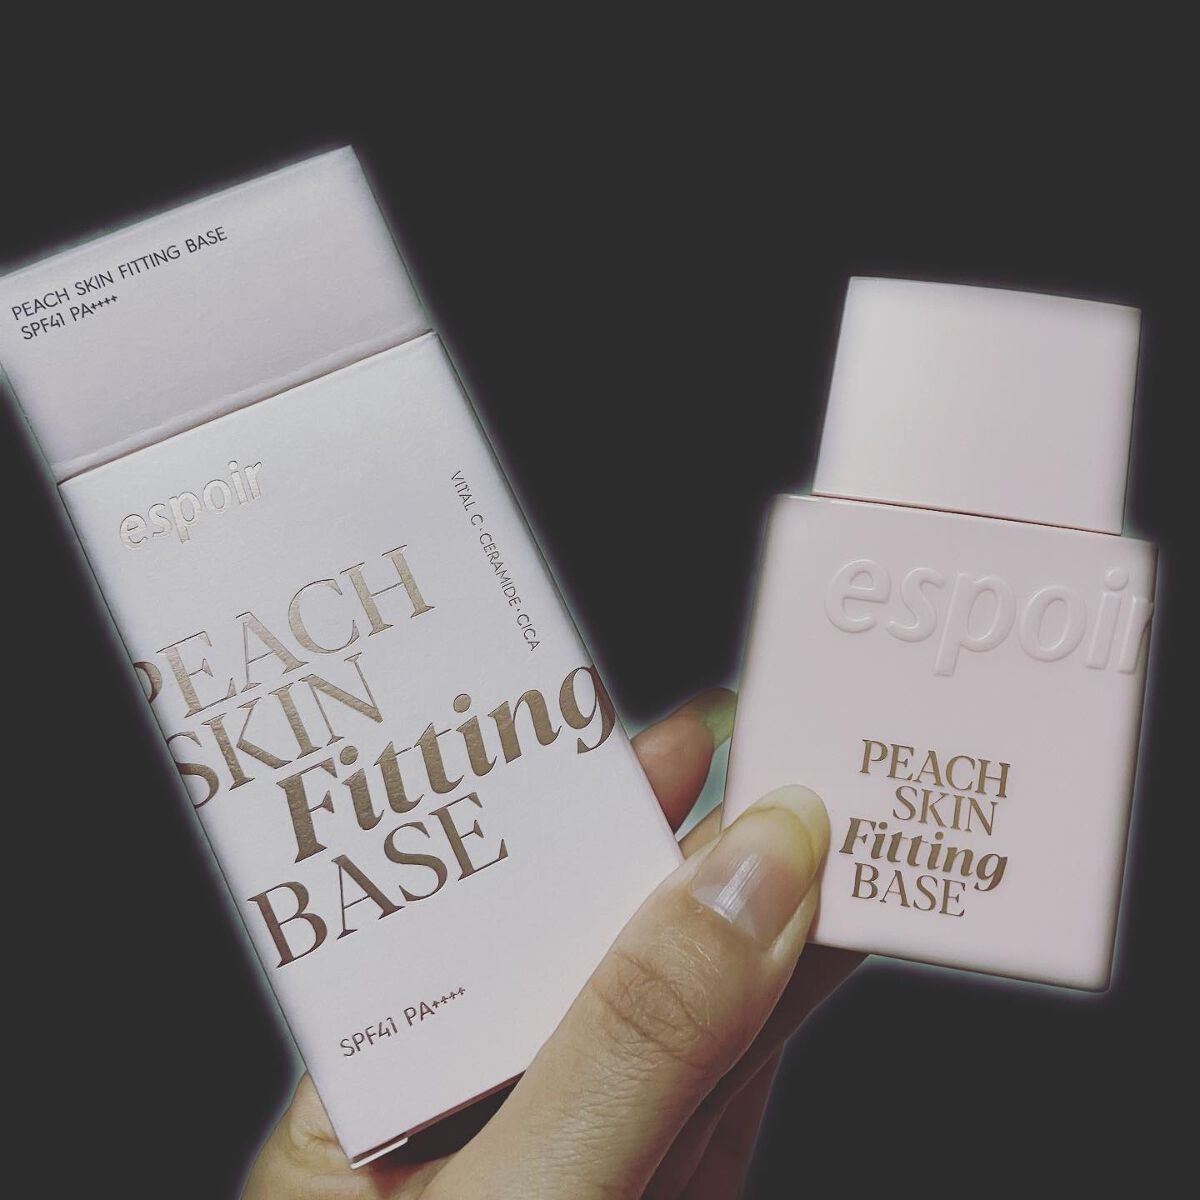 PEACH SKIN FITTING BASE
SPF41 PA++++
espoir
VITAL C · CERAMIDE · CICA
PEACH
SKIN
Fitting
BASE
SPF41 PA++++
espoir
PEACH
SKIN
Fitting
BASE